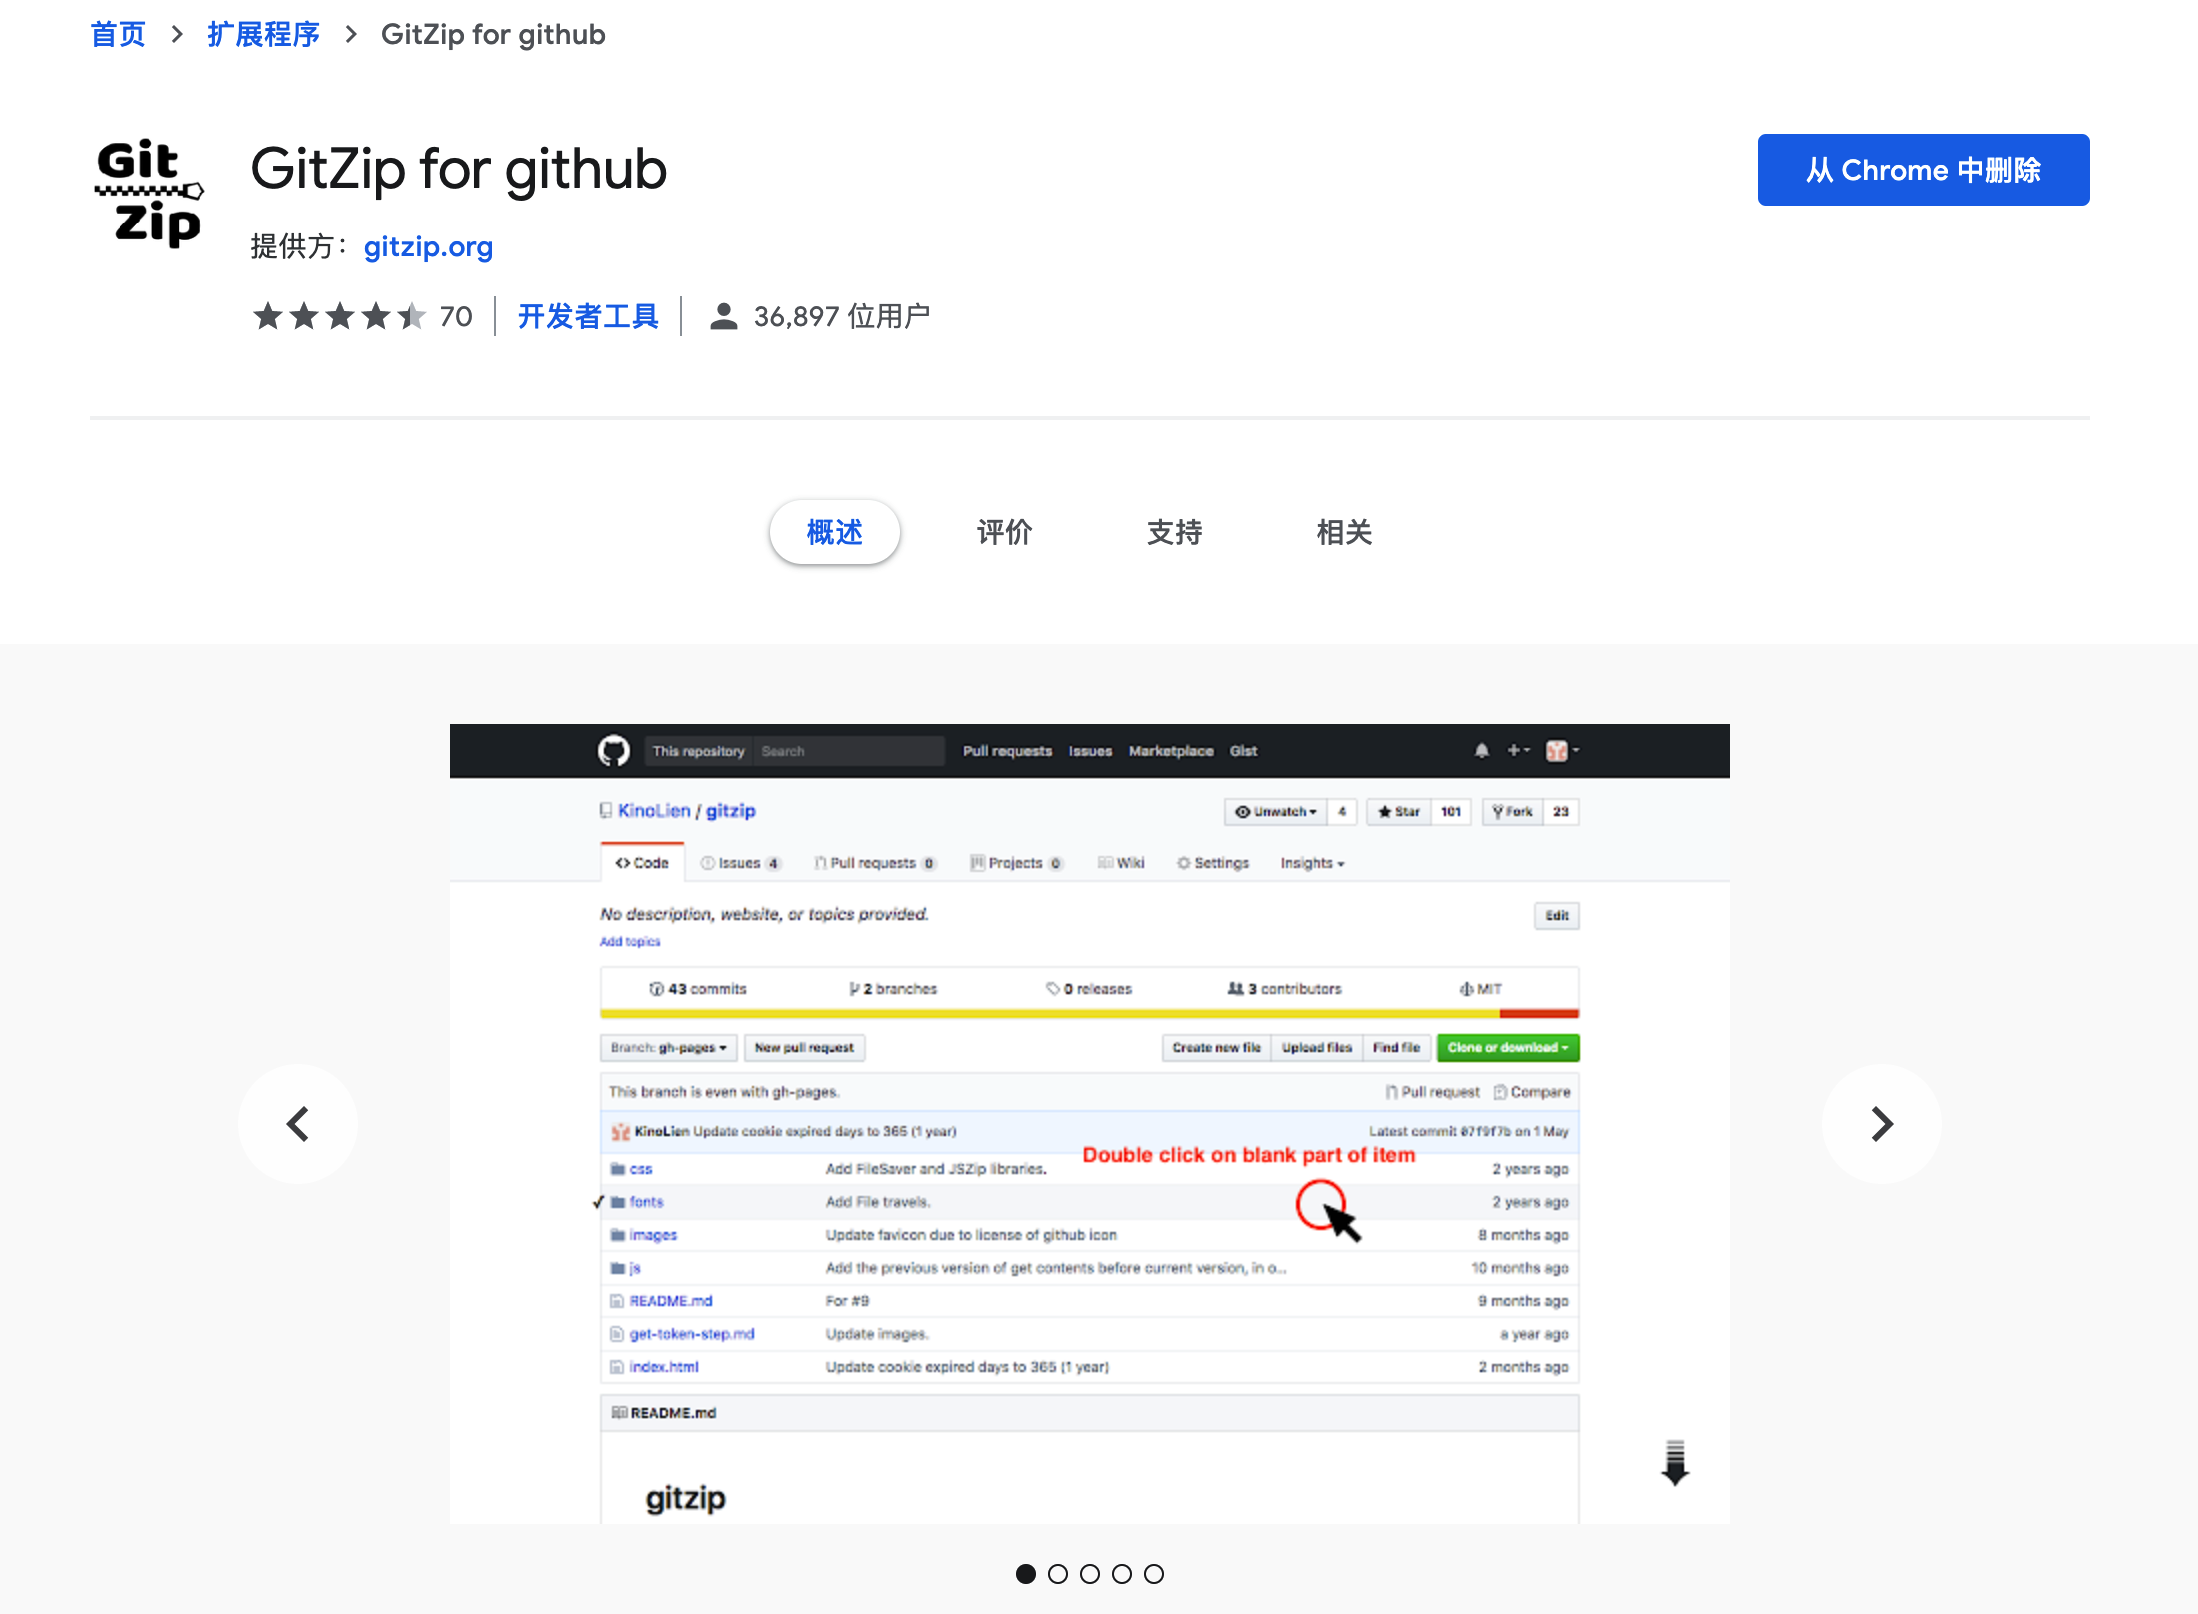 首页 > 扩展程序 > GitZip for github
Git
Zip
GitZip for github
从 Chrome 中删除
提供方： gitzip.org
70 开发者工具 36,897 位用户
概述 评价 支持 相关
This repository Search Pull requests Issues Marketplace Gist
KinoLien / gitzip Unwatch 4 Star 101 Fork 23
Code Issues 4 Pull requests 0 Projects 0 Wiki Settings Insights
No description, website, or topics provided. Edit
Add topics
43 commits 2 branches 0 releases 3 contributors MIT
Branch: gh-pages New pull request Create new file Upload files Find file Clone or download
This branch is even with gh-pages. Pull request Compare
KinoLien Update cookie expired days to 365 (1 year) Latest commit 07f9f7b on 1 May
Double click on blank part of item
css Add FileSaver and JSZip libraries. 2 years ago
fonts Add File travels. 2 years ago
images Update favicon due to license of github icon 8 months ago
js Add the previous version of get contents before current version, in o... 10 months ago
README.md For #9 9 months ago
get-token-step.md Update images. a year ago
index.html Update cookie expired days to 365 (1 year) 2 months ago
README.md
gitzip